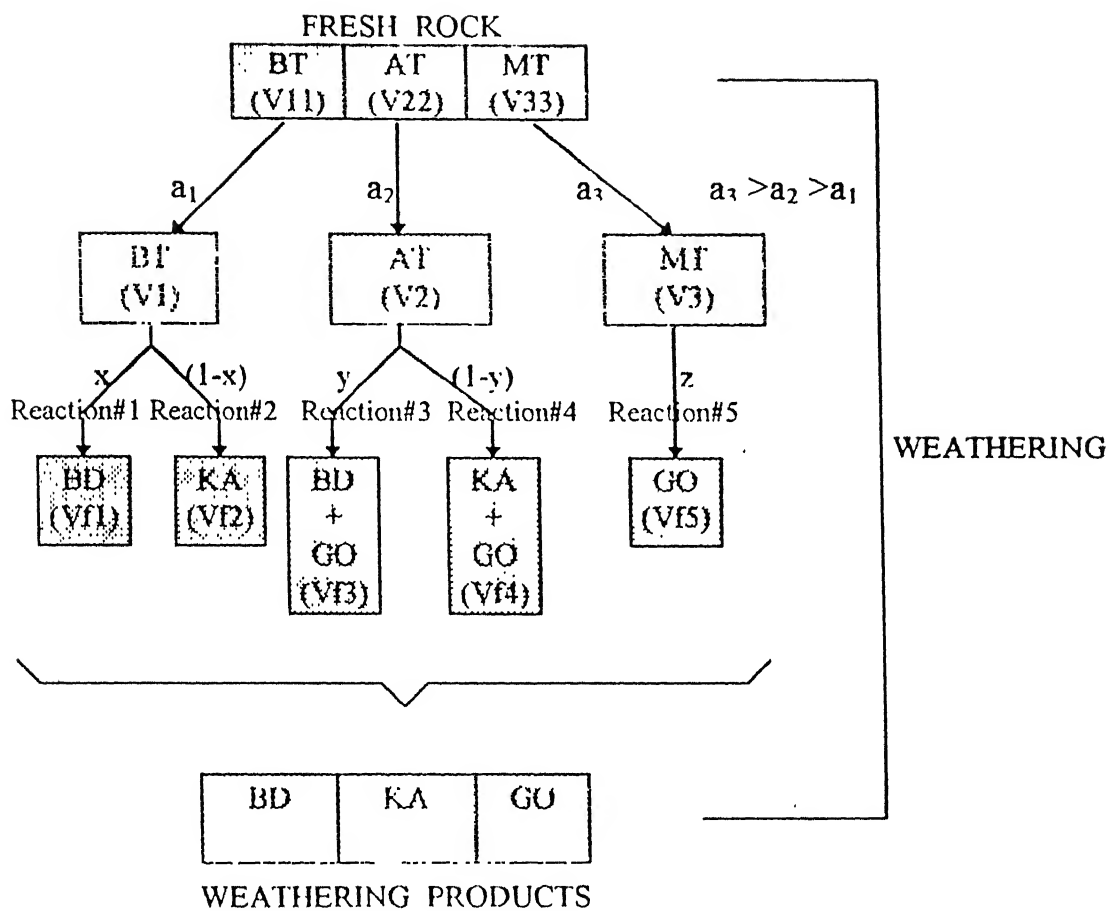 FRESH ROCK
BT AT MT
(V11) (V22) (V33)
a1 a2 a3 a3 >a2 >a1
BT AT MT
(V1) (V2) (V3)
x (1-x) y (1-y) z
Reaction#1 Reaction#2 Reaction#3 Reaction#4 Reaction#5
WEATHERING
BD KA BD KA GO
(Vf1) (Vf2) + + (Vf5)
GO GO
(Vf3) (Vf4)
BD KA GO
WEATHERING PRODUCTS